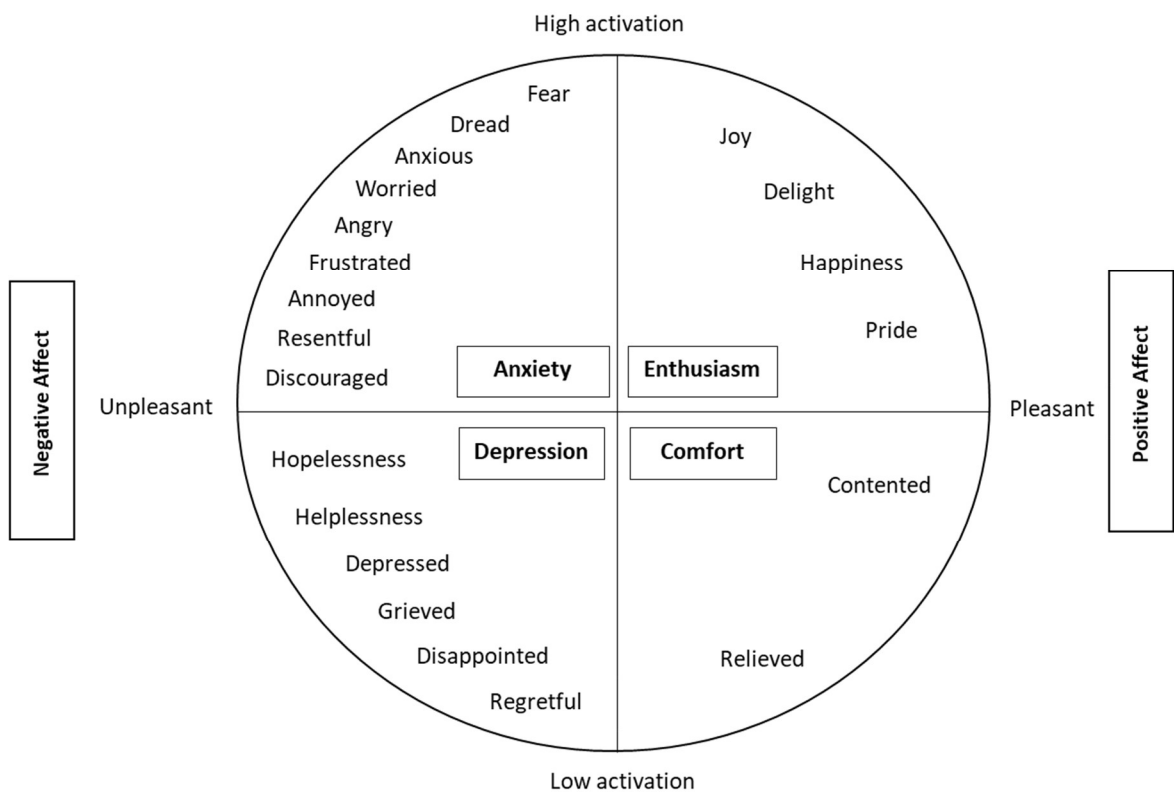 High activation
Fear
Dread
Anxious
Worried
Angry
Frustrated
Annoyed
Resentful
Discouraged
Joy
Delight
Happiness
Pride
Anxiety
Enthusiasm
Negative Affect
Unpleasant
Pleasant
Positive Affect
Depression
Comfort
Hopelessness
Helplessness
Depressed
Grieved
Disappointed
Regretful
Contented
Relieved
Low activation